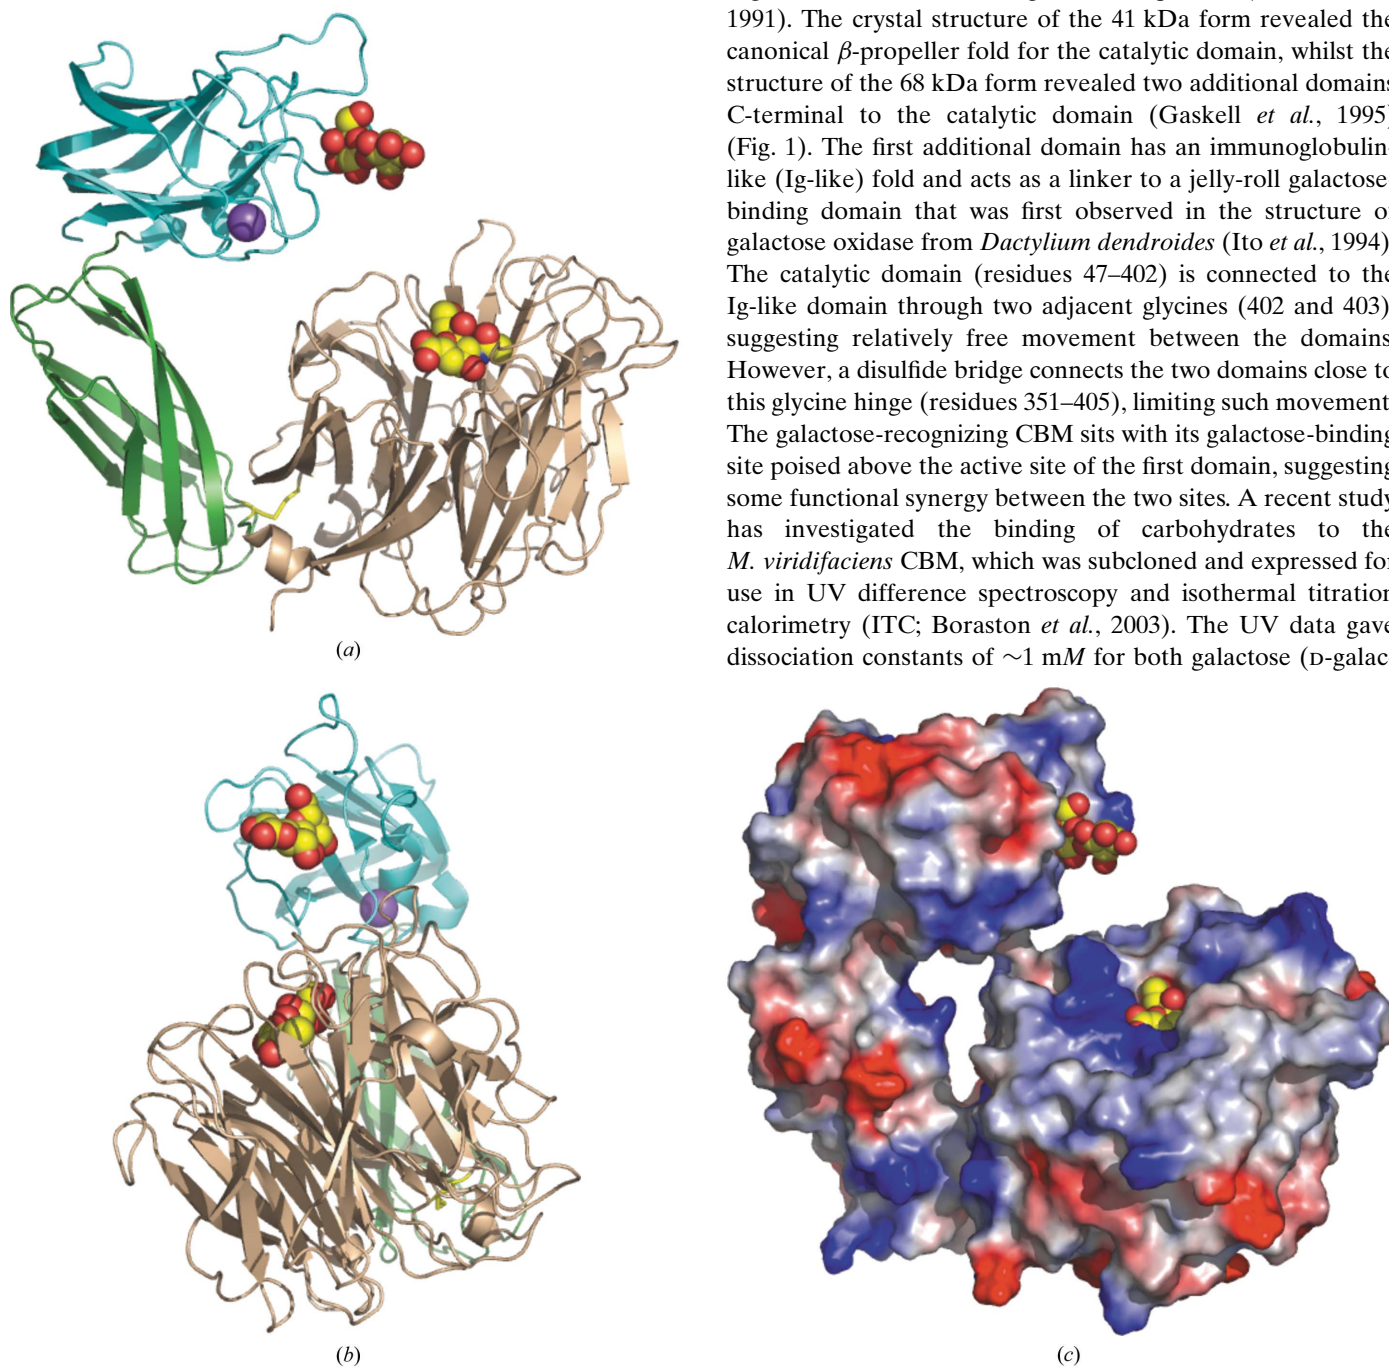 1991). The crystal structure of the 41 kDa form revealed the
canonical β-propeller fold for the catalytic domain, whilst the
structure of the 68 kDa form revealed two additional domains
C-terminal to the catalytic domain (Gaskell et al., 1995)
(Fig. 1). The first additional domain has an immunoglobulin-
like (Ig-like) fold and acts as a linker to a jelly-roll galactose-
binding domain that was first observed in the structure of
galactose oxidase from Dactylium dendroides (Ito et al., 1994)
The catalytic domain (residues 47–402) is connected to the
Ig-like domain through two adjacent glycines (402 and 403)
suggesting relatively free movement between the domains
However, a disulfide bridge connects the two domains close to
this glycine hinge (residues 351–405), limiting such movement
The galactose-recognizing CBM sits with its galactose-binding
site poised above the active site of the first domain, suggesting
some functional synergy between the two sites. A recent study
has investigated the binding of carbohydrates to the
M. viridifaciens CBM, which was subcloned and expressed for
use in UV difference spectroscopy and isothermal titration
calorimetry (ITC; Boraston et al., 2003). The UV data gave
dissociation constants of ∼1 mM for both galactose (D-galac-
(a)
(b)
(c)